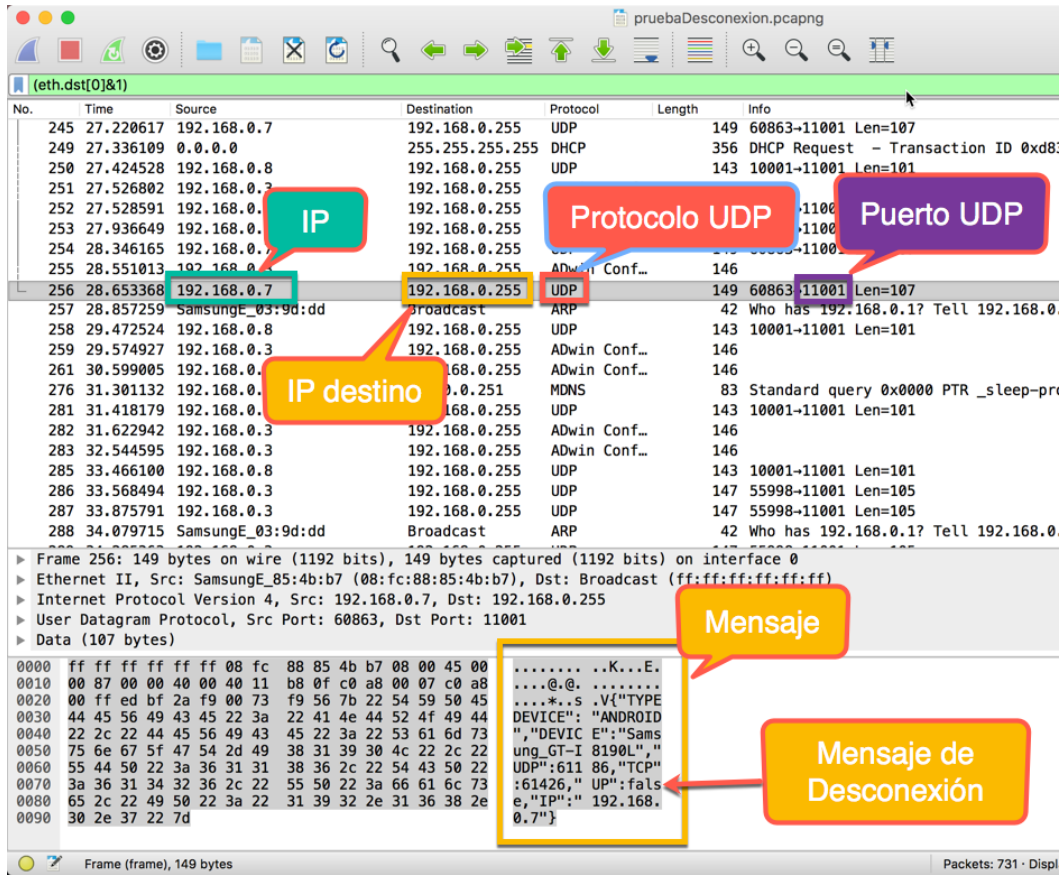 pruebaDesconexion.pcapng
(eth.dst[0]&1)
No. Time Source Destination Protocol Length Info
245 27.220617 192.168.0.7 192.168.0.255 UDP 149 60863→11001 Len=107
249 27.336109 0.0.0.0 255.255.255.255 DHCP 356 DHCP Request – Transaction ID 0xd83
250 27.424528 192.168.0.8 192.168.0.255 UDP 143 10001→11001 Len=101
251 27.526802 192.168.0.3 192.168.0.255
252 27.528591 192.168.0. 192.168.0.255
253 27.936649 192.168.0. 192.168.0.255
254 28.346165 192.168.0. 192.168.0.255
IP
Protocolo UDP
Puerto UDP
255 28.551013 192.168.0.3 192.168.0.255 ADwin Conf… 146
256 28.653368 192.168.0.7 192.168.0.255 UDP 149 60863→11001 Len=107
257 28.857259 SamsungE_03:9d:dd Broadcast ARP 42 Who has 192.168.0.1? Tell 192.168.0.
258 29.472524 192.168.0.8 192.168.0.255 UDP 143 10001→11001 Len=101
259 29.574927 192.168.0.3 192.168.0.255 ADwin Conf… 146
261 30.599005 192.168.0. 192.168.0.255 ADwin Conf… 146
276 31.301132 192.168.0. .0.0.251 MDNS 83 Standard query 0x0000 PTR _sleep-pro
281 31.418179 192.168.0. .168.0.255 UDP 143 10001→11001 Len=101
IP destino
282 31.622942 192.168.0.3 192.168.0.255 ADwin Conf… 146
283 32.544595 192.168.0.3 192.168.0.255 ADwin Conf… 146
285 33.466100 192.168.0.8 192.168.0.255 UDP 143 10001→11001 Len=101
286 33.568494 192.168.0.3 192.168.0.255 UDP 147 55998→11001 Len=105
287 33.875791 192.168.0.3 192.168.0.255 UDP 147 55998→11001 Len=105
288 34.079715 SamsungE_03:9d:dd Broadcast ARP 42 Who has 192.168.0.1? Tell 192.168.0.
Frame 256: 149 bytes on wire (1192 bits), 149 bytes captured (1192 bits) on interface 0
Ethernet II, Src: SamsungE_85:4b:b7 (08:fc:88:85:4b:b7), Dst: Broadcast (ff:ff:ff:ff:ff:ff)
Internet Protocol Version 4, Src: 192.168.0.7, Dst: 192.168.0.255
User Datagram Protocol, Src Port: 60863, Dst Port: 11001
Data (107 bytes)
Mensaje
0000 ff ff ff ff ff ff 08 fc 88 85 4b b7 08 00 45 00 ........ ..K...E.
0010 00 87 00 00 40 00 40 11 b8 0f c0 a8 00 07 c0 a8 ....@.@. ........
0020 00 ff ed bf 2a f9 00 73 f9 56 7b 22 54 59 50 45 ....*..s .V{"TYPE
0030 44 45 56 49 43 45 22 3a 22 41 4e 44 52 4f 49 44 DEVICE": "ANDROID
0040 22 2c 22 44 45 56 49 43 45 22 3a 22 53 61 6d 73 ","DEVIC E":"Sams
0050 75 6e 67 5f 47 54 2d 49 38 31 39 30 4c 22 2c 22 ung_GT-I 8190L","
0060 55 44 50 22 3a 36 31 31 38 36 2c 22 54 43 50 22 UDP":611 86,"TCP"
0070 3a 36 31 34 32 36 2c 22 55 50 22 3a 66 61 6c 73 :61426," UP":fals
0080 65 2c 22 49 50 22 3a 22 31 39 32 2e 31 36 38 2e e,"IP":" 192.168.
0090 30 2e 37 22 7d 0.7"}
Mensaje de
Desconexión
Frame (frame), 149 bytes
Packets: 731 · Displ